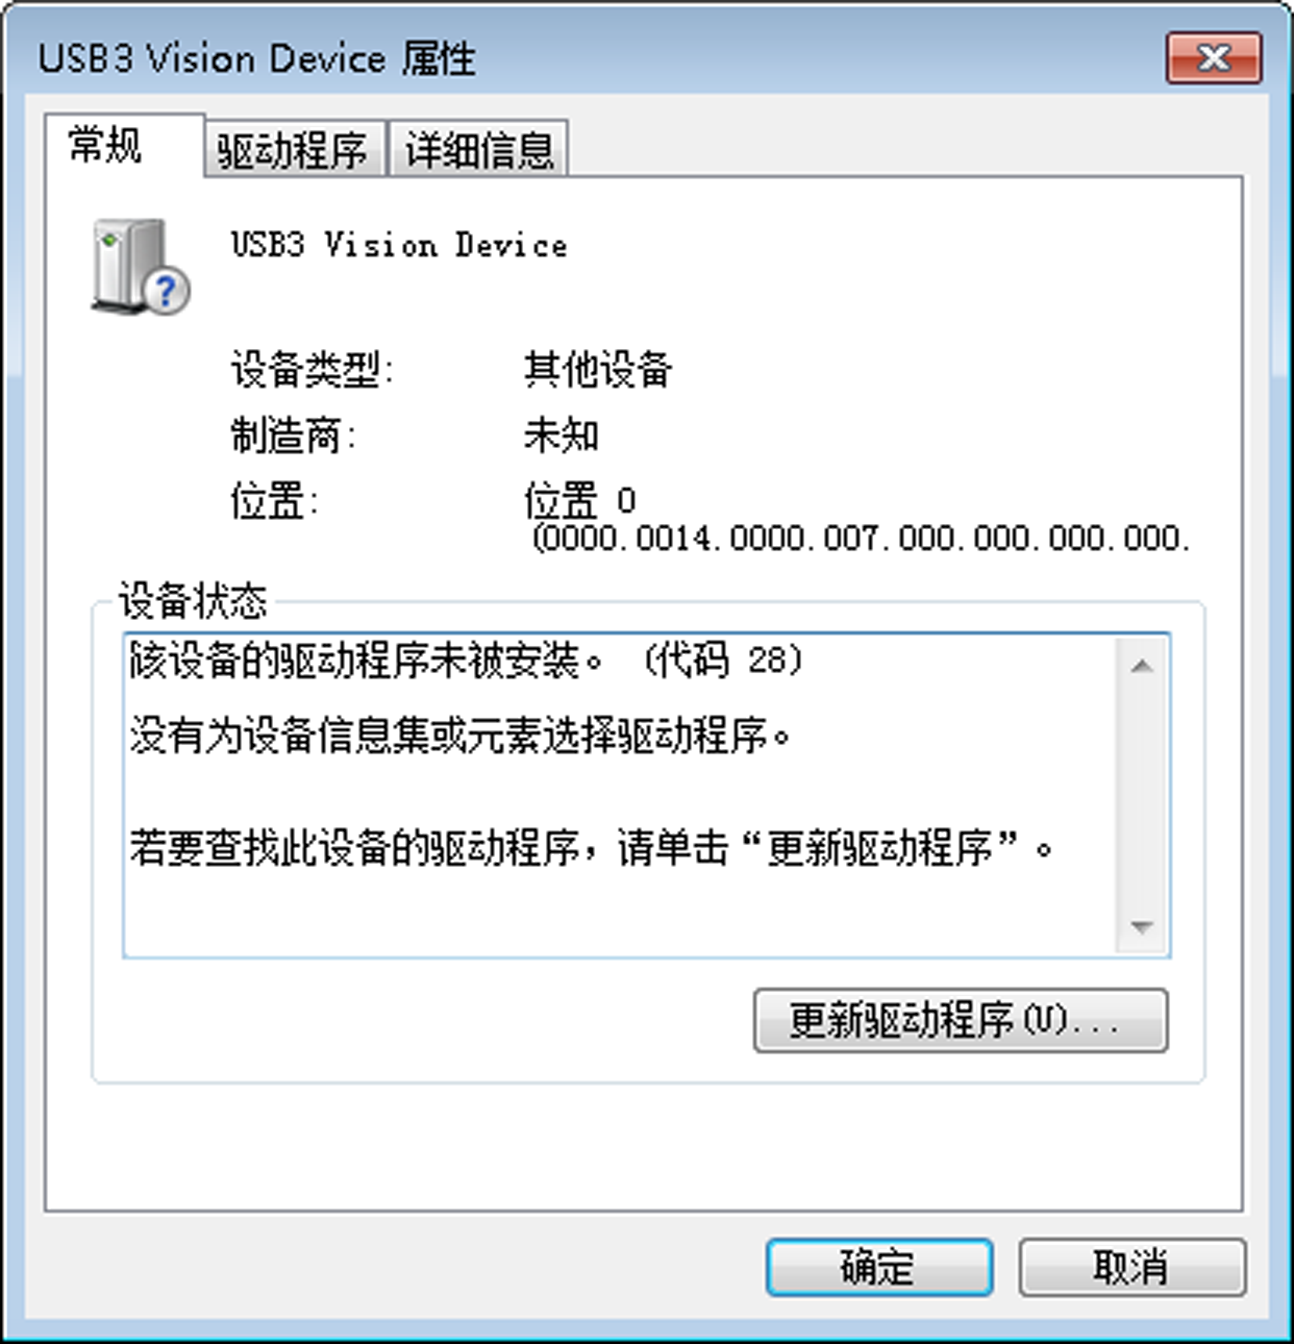 USB3 Vision Device 属性
常规 驱动程序 详细信息
USB3 Vision Device
设备类型: 其他设备
制造商: 未知
位置: 位置 0
(0000.0014.0000.007.000.000.000.000.
设备状态
该设备的驱动程序未被安装。 (代码 28)
没有为设备信息集或元素选择驱动程序。
若要查找此设备的驱动程序，请单击“更新驱动程序”。
更新驱动程序(U)...
确定 取消